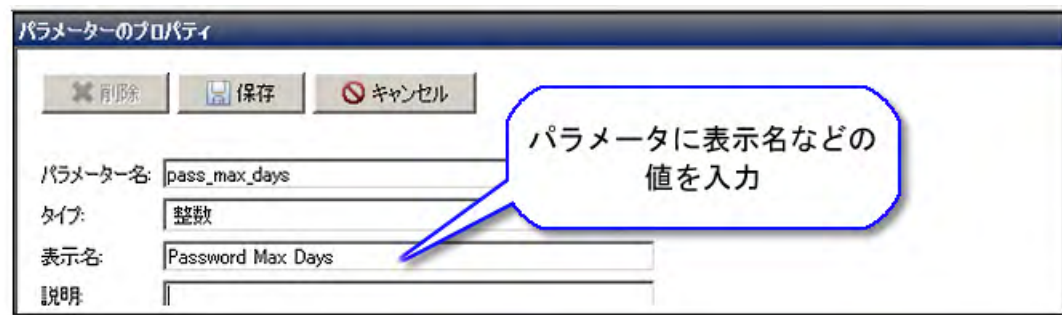 パラメーターのプロパティ
削除 保存 キャンセル
パラメータに表示名などの
値を入力
パラメーター名: pass_max_days
タイプ: 整数
表示名: Password Max Days
説明: